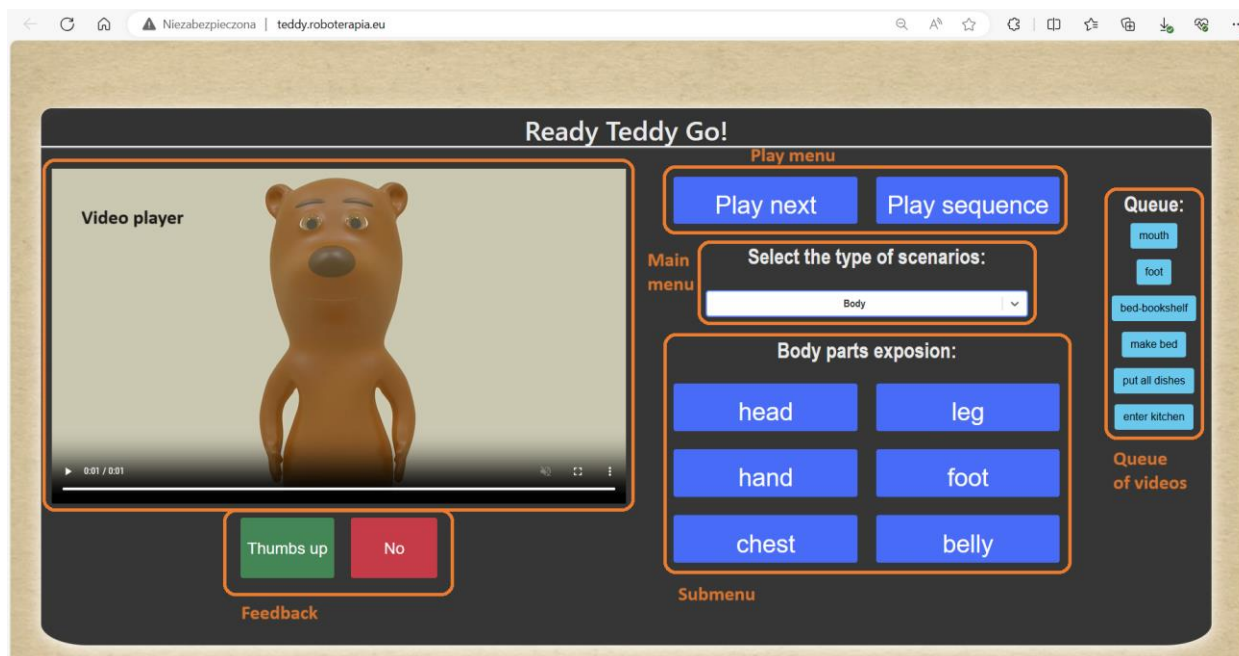 Niezabezpieczona | teddy.roboterapia.eu
Ready Teddy Go!
Video player
0:01 / 0:01
Thumbs up
No
Feedback
Play menu
Play next
Play sequence
Main
menu
Select the type of scenarios:
Body
Body parts exposion:
head
leg
hand
foot
chest
belly
Submenu
Queue:
mouth
foot
bed-bookshelf
make bed
put all dishes
enter kitchen
Queue
of videos